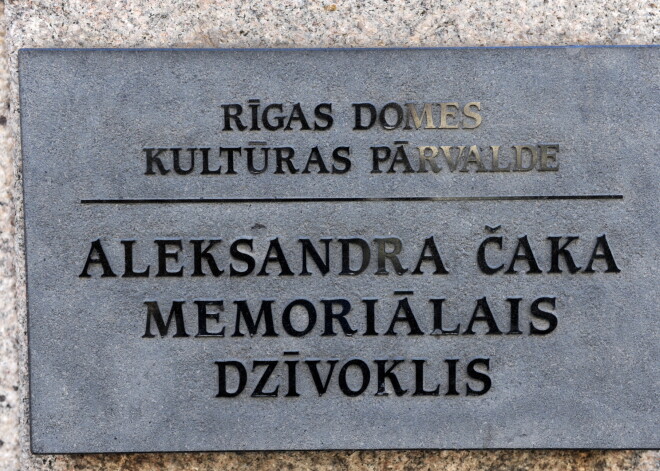 RĪGAS DOMES
KULTŪRAS PĀRVALDE
ALEKSANDRA ČAKA
MEMORIĀLAIS
DZĪVOKLIS